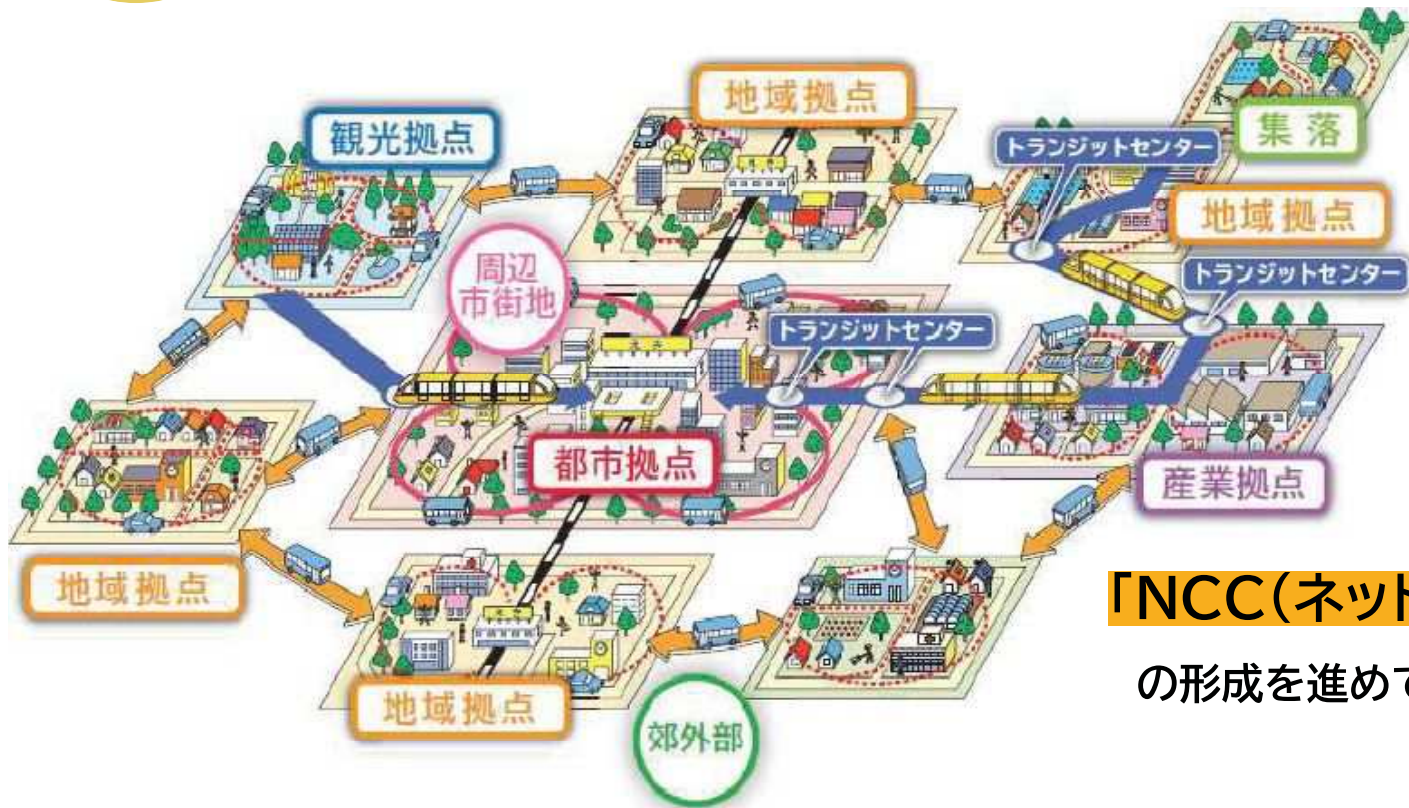 地域拠点
観光拠点
トランジットセンター
集落
地域拠点
周辺
市街地
トランジットセンター
トランジットセンター
都市拠点
産業拠点
地域拠点
地域拠点
郊外部
「NCC(ネット
の形成を進めて